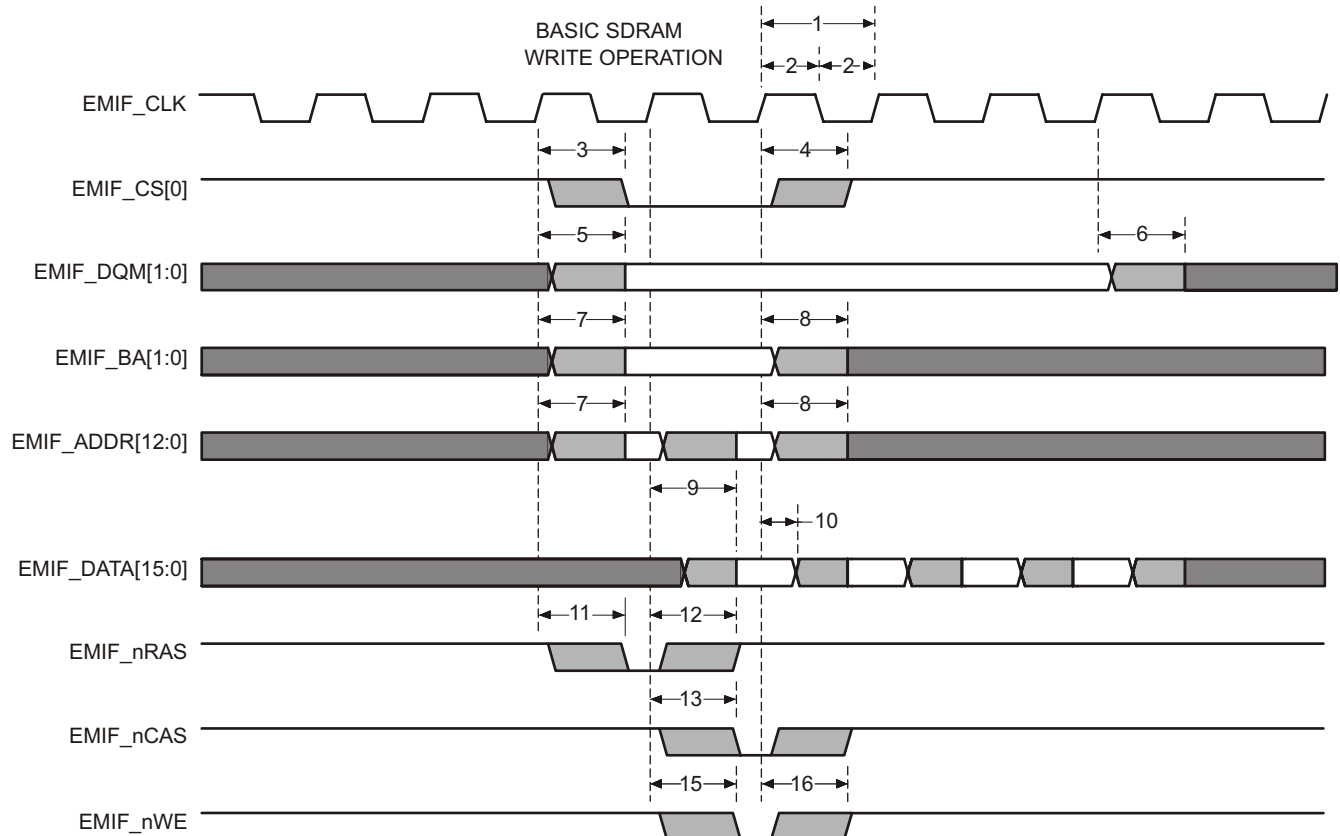 BASIC SDRAM
WRITE OPERATION
1
2 2
EMIF_CLK
3 4
EMIF_CS[0]
5 6
EMIF_DQM[1:0]
7 8
EMIF_BA[1:0]
7 8
EMIF_ADDR[12:0]
9
10
EMIF_DATA[15:0]
11 12
EMIF_nRAS
13
EMIF_nCAS
15 16
EMIF_nWE